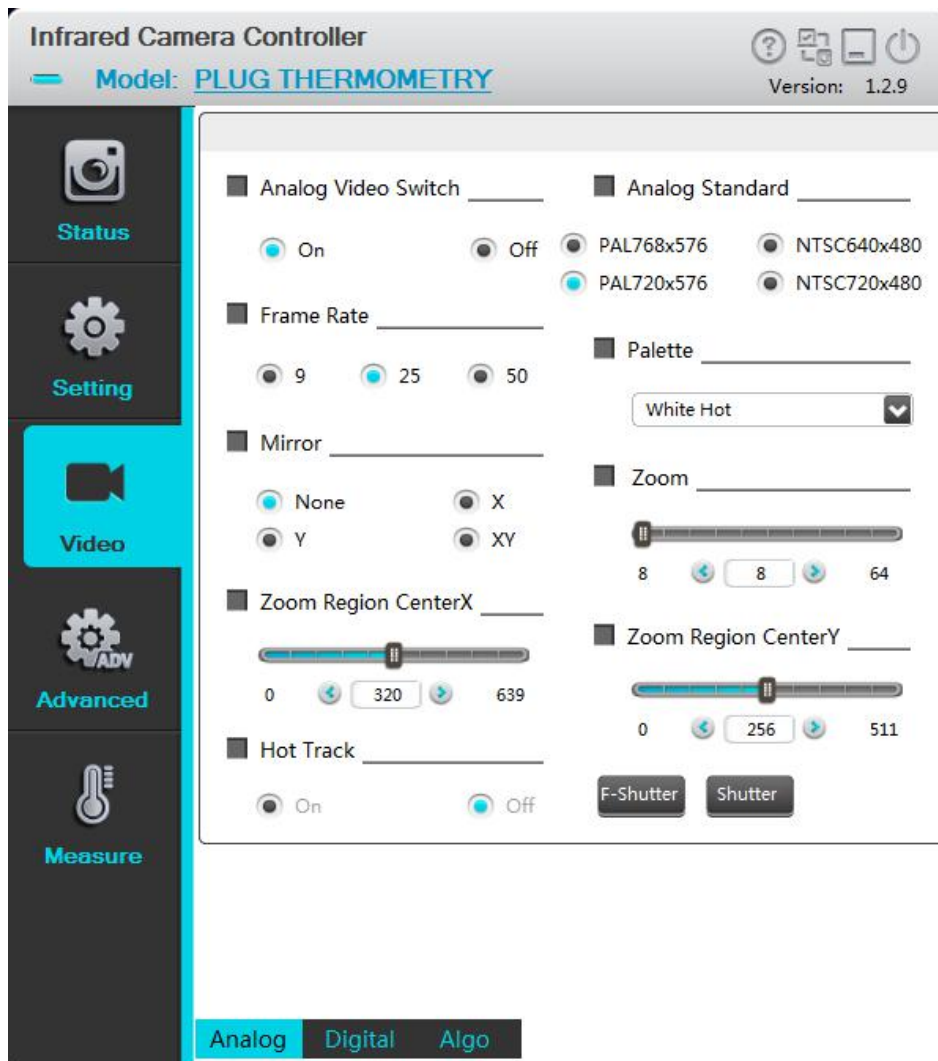 Infrared Camera Controller
Model: PLUG THERMOMETRY
Version: 1.2.9
Status
Setting
Video
ADV
Advanced
Measure
Analog Video Switch
On Off
Frame Rate
9 25 50
Mirror
None X
Y XY
Zoom Region CenterX
0 320 639
Hot Track
On Off
Analog Standard
PAL768x576 NTSC640x480
PAL720x576 NTSC720x480
Palette
White Hot
Zoom
8 8 64
Zoom Region CenterY
0 256 511
F-Shutter Shutter
Analog Digital Algo